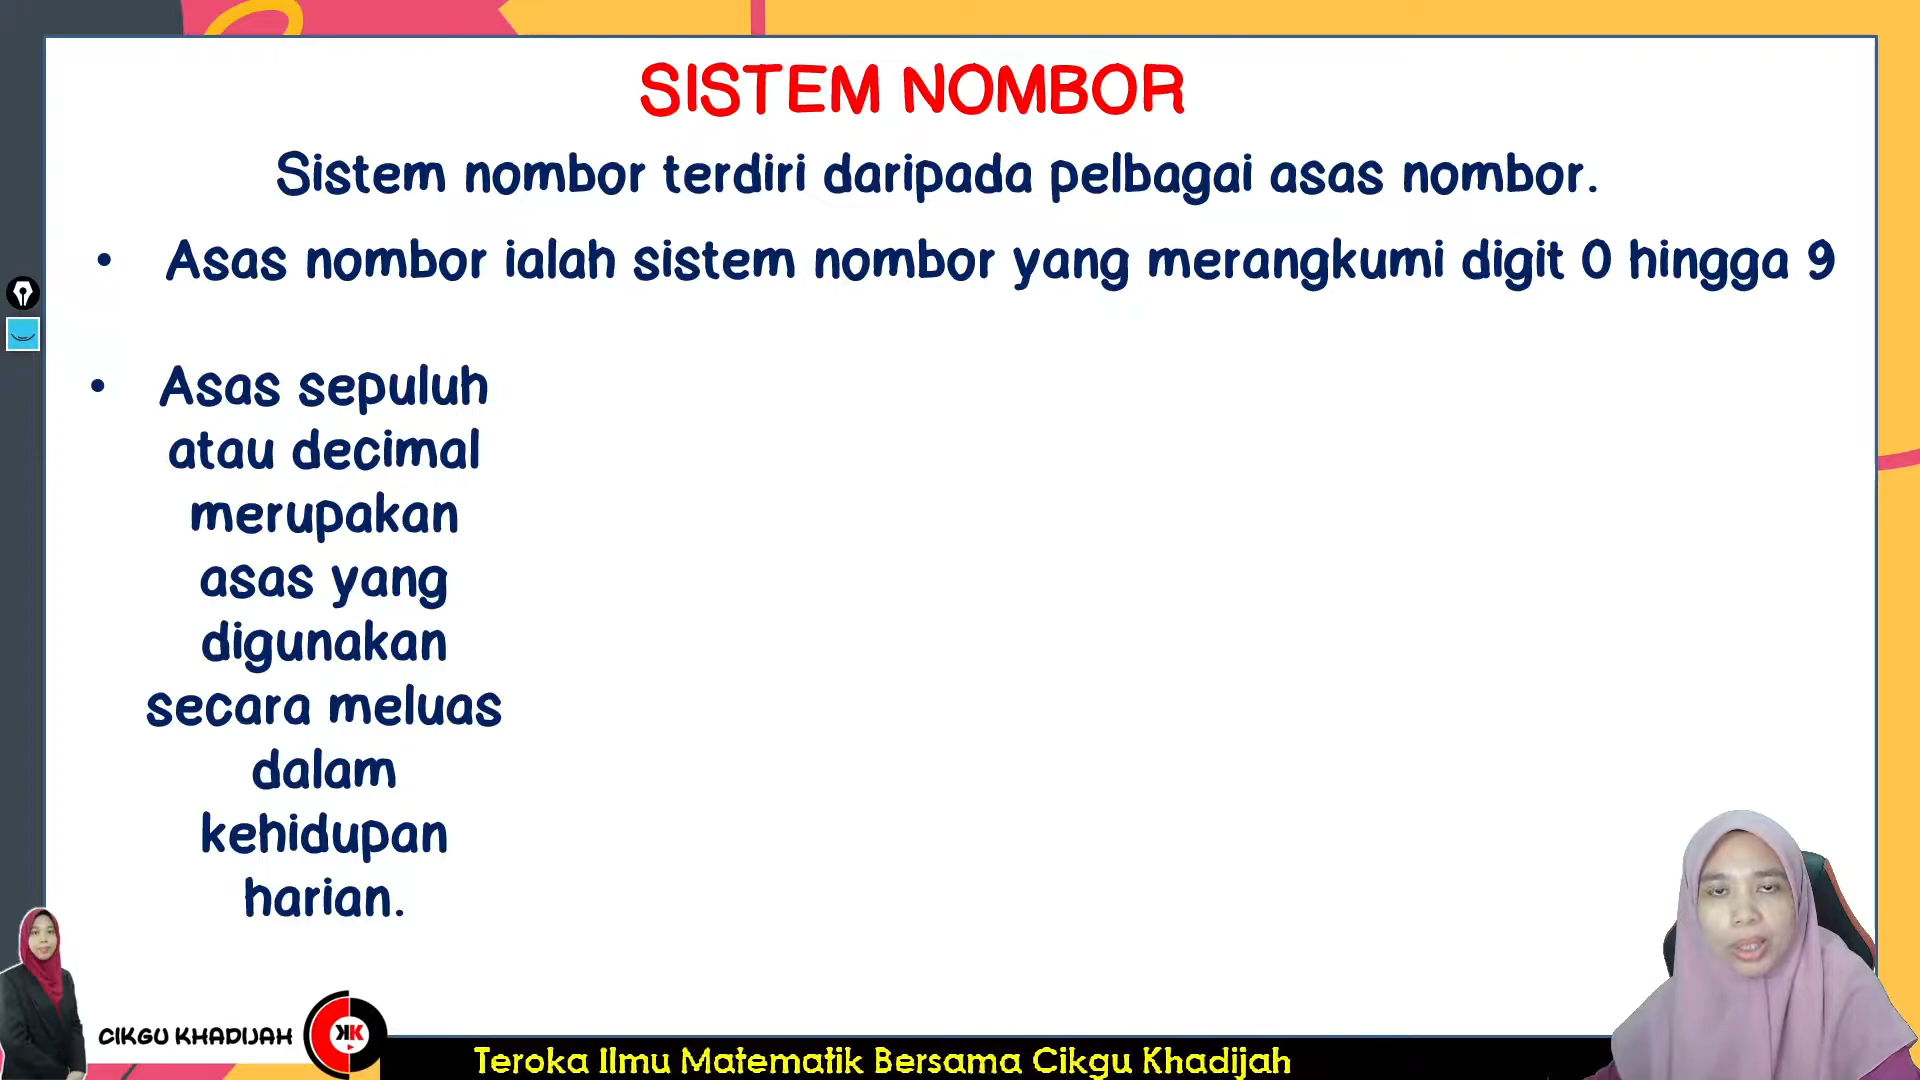 SISTEM NOMBOR
Sistem nombor terdiri daripada pelbagai asas nombor.
• Asas nombor ialah sistem nombor yang merangkumi digit 0 hingga 9
• Asas sepuluh
atau decimal
merupakan
asas yang
digunakan
secara meluas
dalam
kehidupan
harian.
CIKGU KHADIJAH
KK
Teroka Ilmu Matematik Bersama Cikgu Khadijah